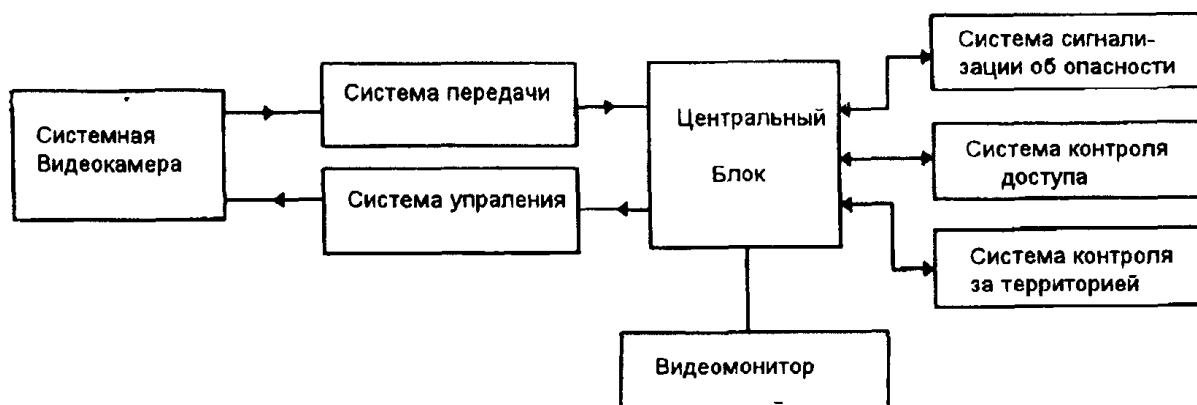 Система сигнали-
зации об опасности
Система передачи
Центральный
Блок
Системная
Видеокамера
Система контроля
доступа
Система упраления
Система контроля
за территорией
Видеомонитор